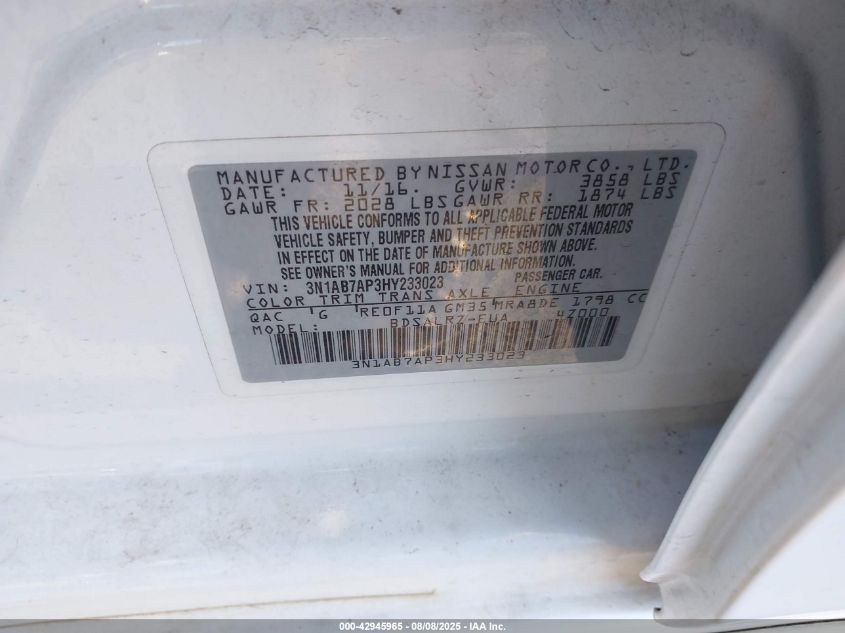 MANUFACTURED BY NISSAN MOTOR CO., LTD.
DATE: 11/16. GVWR: 3858 LBS
GAWR FR: 2028 LBS GAWR RR: 1874 LBS
THIS VEHICLE CONFORMS TO ALL APPLICABLE FEDERAL MOTOR
VEHICLE SAFETY, BUMPER AND THEFT PREVENTION STANDARDS
IN EFFECT ON THE DATE OF MANUFACTURE SHOWN ABOVE.
SEE OWNER'S MANUAL FOR ADDITIONAL INFORMATION.
VIN: 3N1AB7AP3HY233023 PASSENGER CAR.
COLOR TRIM TRANS AXLE ENGINE
QAC G RE0F11A GM35 MRA8DE 1798 CC
MODEL: BDSALRZ-EUA 4Z000
3N1AB7AP3HY233023
000-42945965 - 08/08/2025 - IAA Inc.